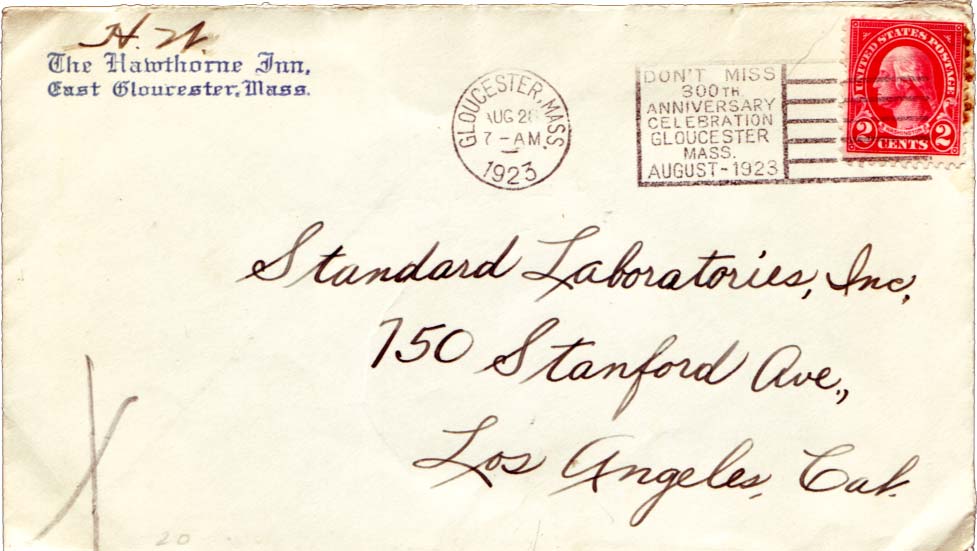 H. W.
The Hawthorne Inn,
East Gloucester, Mass.
GLOUCESTER, MASS
AUG 28
7 - AM
1923
DON'T MISS
300TH
ANNIVERSARY
CELEBRATION
GLOUCESTER
MASS.
AUGUST - 1923
UNITED STATES POSTAGE
2 CENTS 2
Standard Laboratories, Inc,
750 Stanford Ave.,
Los Angeles, Cal.
20